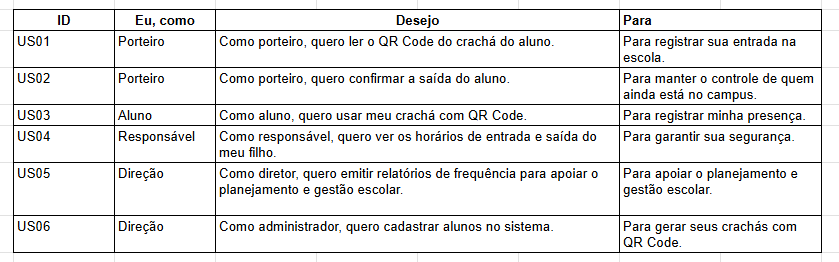 ID Eu, como Desejo Para
US01 Porteiro Como porteiro, quero ler o QR Code do crachá do aluno. Para registrar sua entrada na
escola.
US02 Porteiro Como porteiro, quero confirmar a saída do aluno. Para manter o controle de quem
ainda está no campus.
US03 Aluno Como aluno, quero usar meu crachá com QR Code. Para registrar minha presença.
US04 Responsável Como responsável, quero ver os horários de entrada e saída do Para garantir sua segurança.
meu filho.
US05 Direção Como diretor, quero emitir relatórios de frequência para apoiar o Para apoiar o planejamento e
planejamento e gestão escolar. gestão escolar.
US06 Direção Como administrador, quero cadastrar alunos no sistema. Para gerar seus crachás com
QR Code.